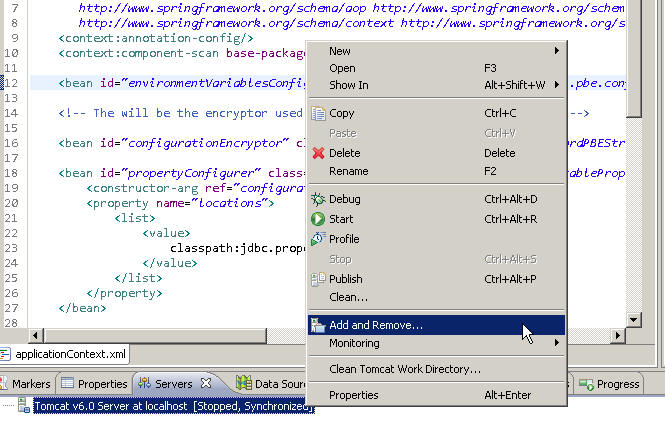 7 http://www.springframework.org/schema/aop http://www.springframework.org/schem
8 http://www.springframework.org/schema/context http://www.springframework.org/s
9 <context:annotation-config/>
10 <context:component-scan base-packag
11
12 <bean id="environmentVariablesConfig .pbe.con
13
14 <!-- The will be the encryptor used -->
15
16 <bean id="configurationEncryptor" c ordPBEStr
17
18 <bean id="propertyConfigurer" class= tableProp
19 <constructor-arg ref="configurat
20 <property name="locations">
21 <list>
22 <value>
23 classpath:jdbc.prope
24 </value>
25 </list>
26 </property>
27 </bean>
28
New
Open F3
Show In Alt+Shift+W
Copy Ctrl+C
Paste Ctrl+V
Delete Delete
Rename F2
Debug Ctrl+Alt+D
Start Ctrl+Alt+R
Profile
Stop Ctrl+Alt+S
Publish Ctrl+Alt+P
Clean...
Add and Remove...
Monitoring
Clean Tomcat Work Directory...
Properties Alt+Enter
applicationContext.xml
Markers Properties Servers Data Sour s Progress
Tomcat v6.0 Server at localhost [Stopped, Synchronized]